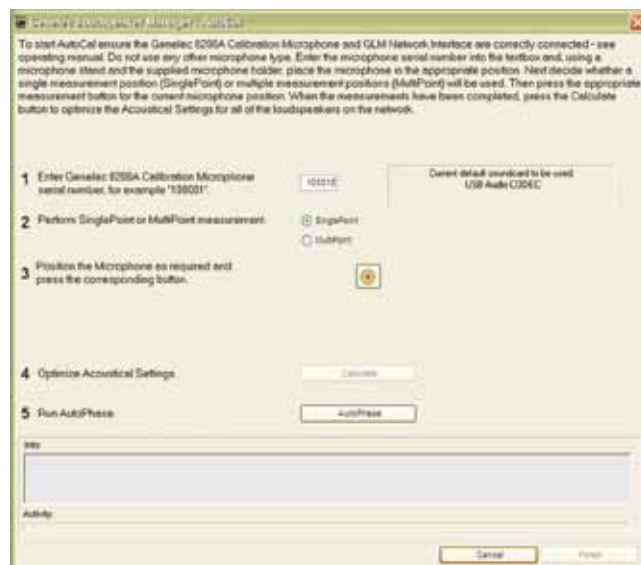 Genelec Loudspeaker Manager - AutoCal
To start AutoCal ensure the Genelec 8200A Calibration Microphone and GLM Network Interface are correctly connected - see
operating manual. Do not use any other microphone type. Enter the microphone serial number into the textbox and, using a
microphone stand and the supplied microphone holder, place the microphone in the appropriate position. Next decide whether a
single measurement position (SinglePoint) or multiple measurement positions (MultiPoint) will be used. Then press the appropriate
measurement button for the current microphone position. When the measurements have been completed, press the Calculate
button to optimize the Acoustical Settings for all of the loudspeakers on the network.
1 Enter Genelec 8200A Calibration Microphone
serial number, for example "100001".
Current default soundcard to be used:
USB Audio CODEC
2 Perform SinglePoint or MultiPoint measurement
SinglePoint
MultiPoint
3 Position the Microphone as required and
press the corresponding button.
4 Optimize Acoustical Settings
Calculate
5 Run AutoPhase
AutoPhase
Info
Activity
Cancel
Finish